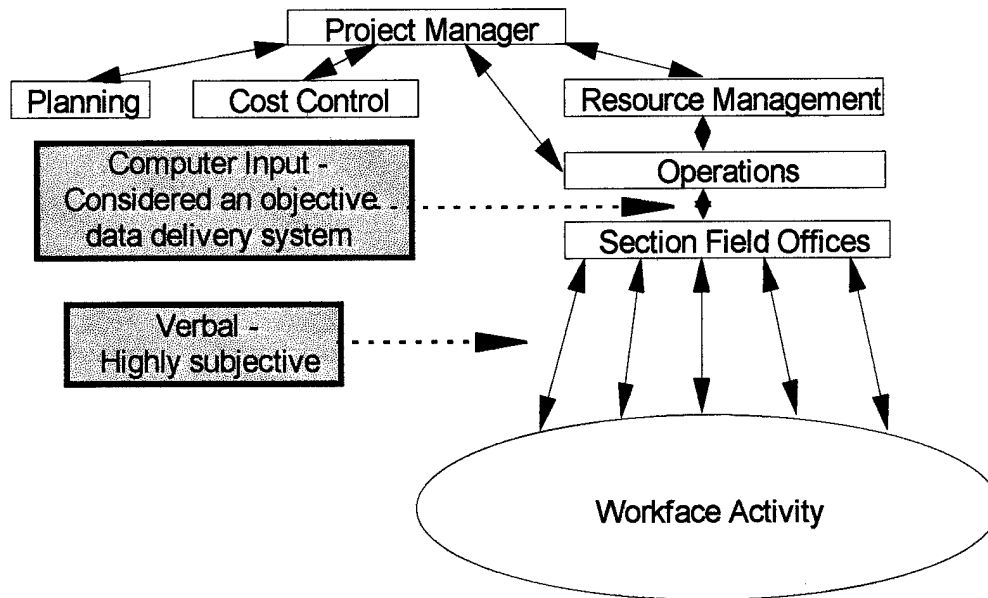 Project Manager
Planning
Cost Control
Resource Management
Computer Input -
Considered an objective
data delivery system
Operations
Section Field Offices
Verbal -
Highly subjective
Workface Activity